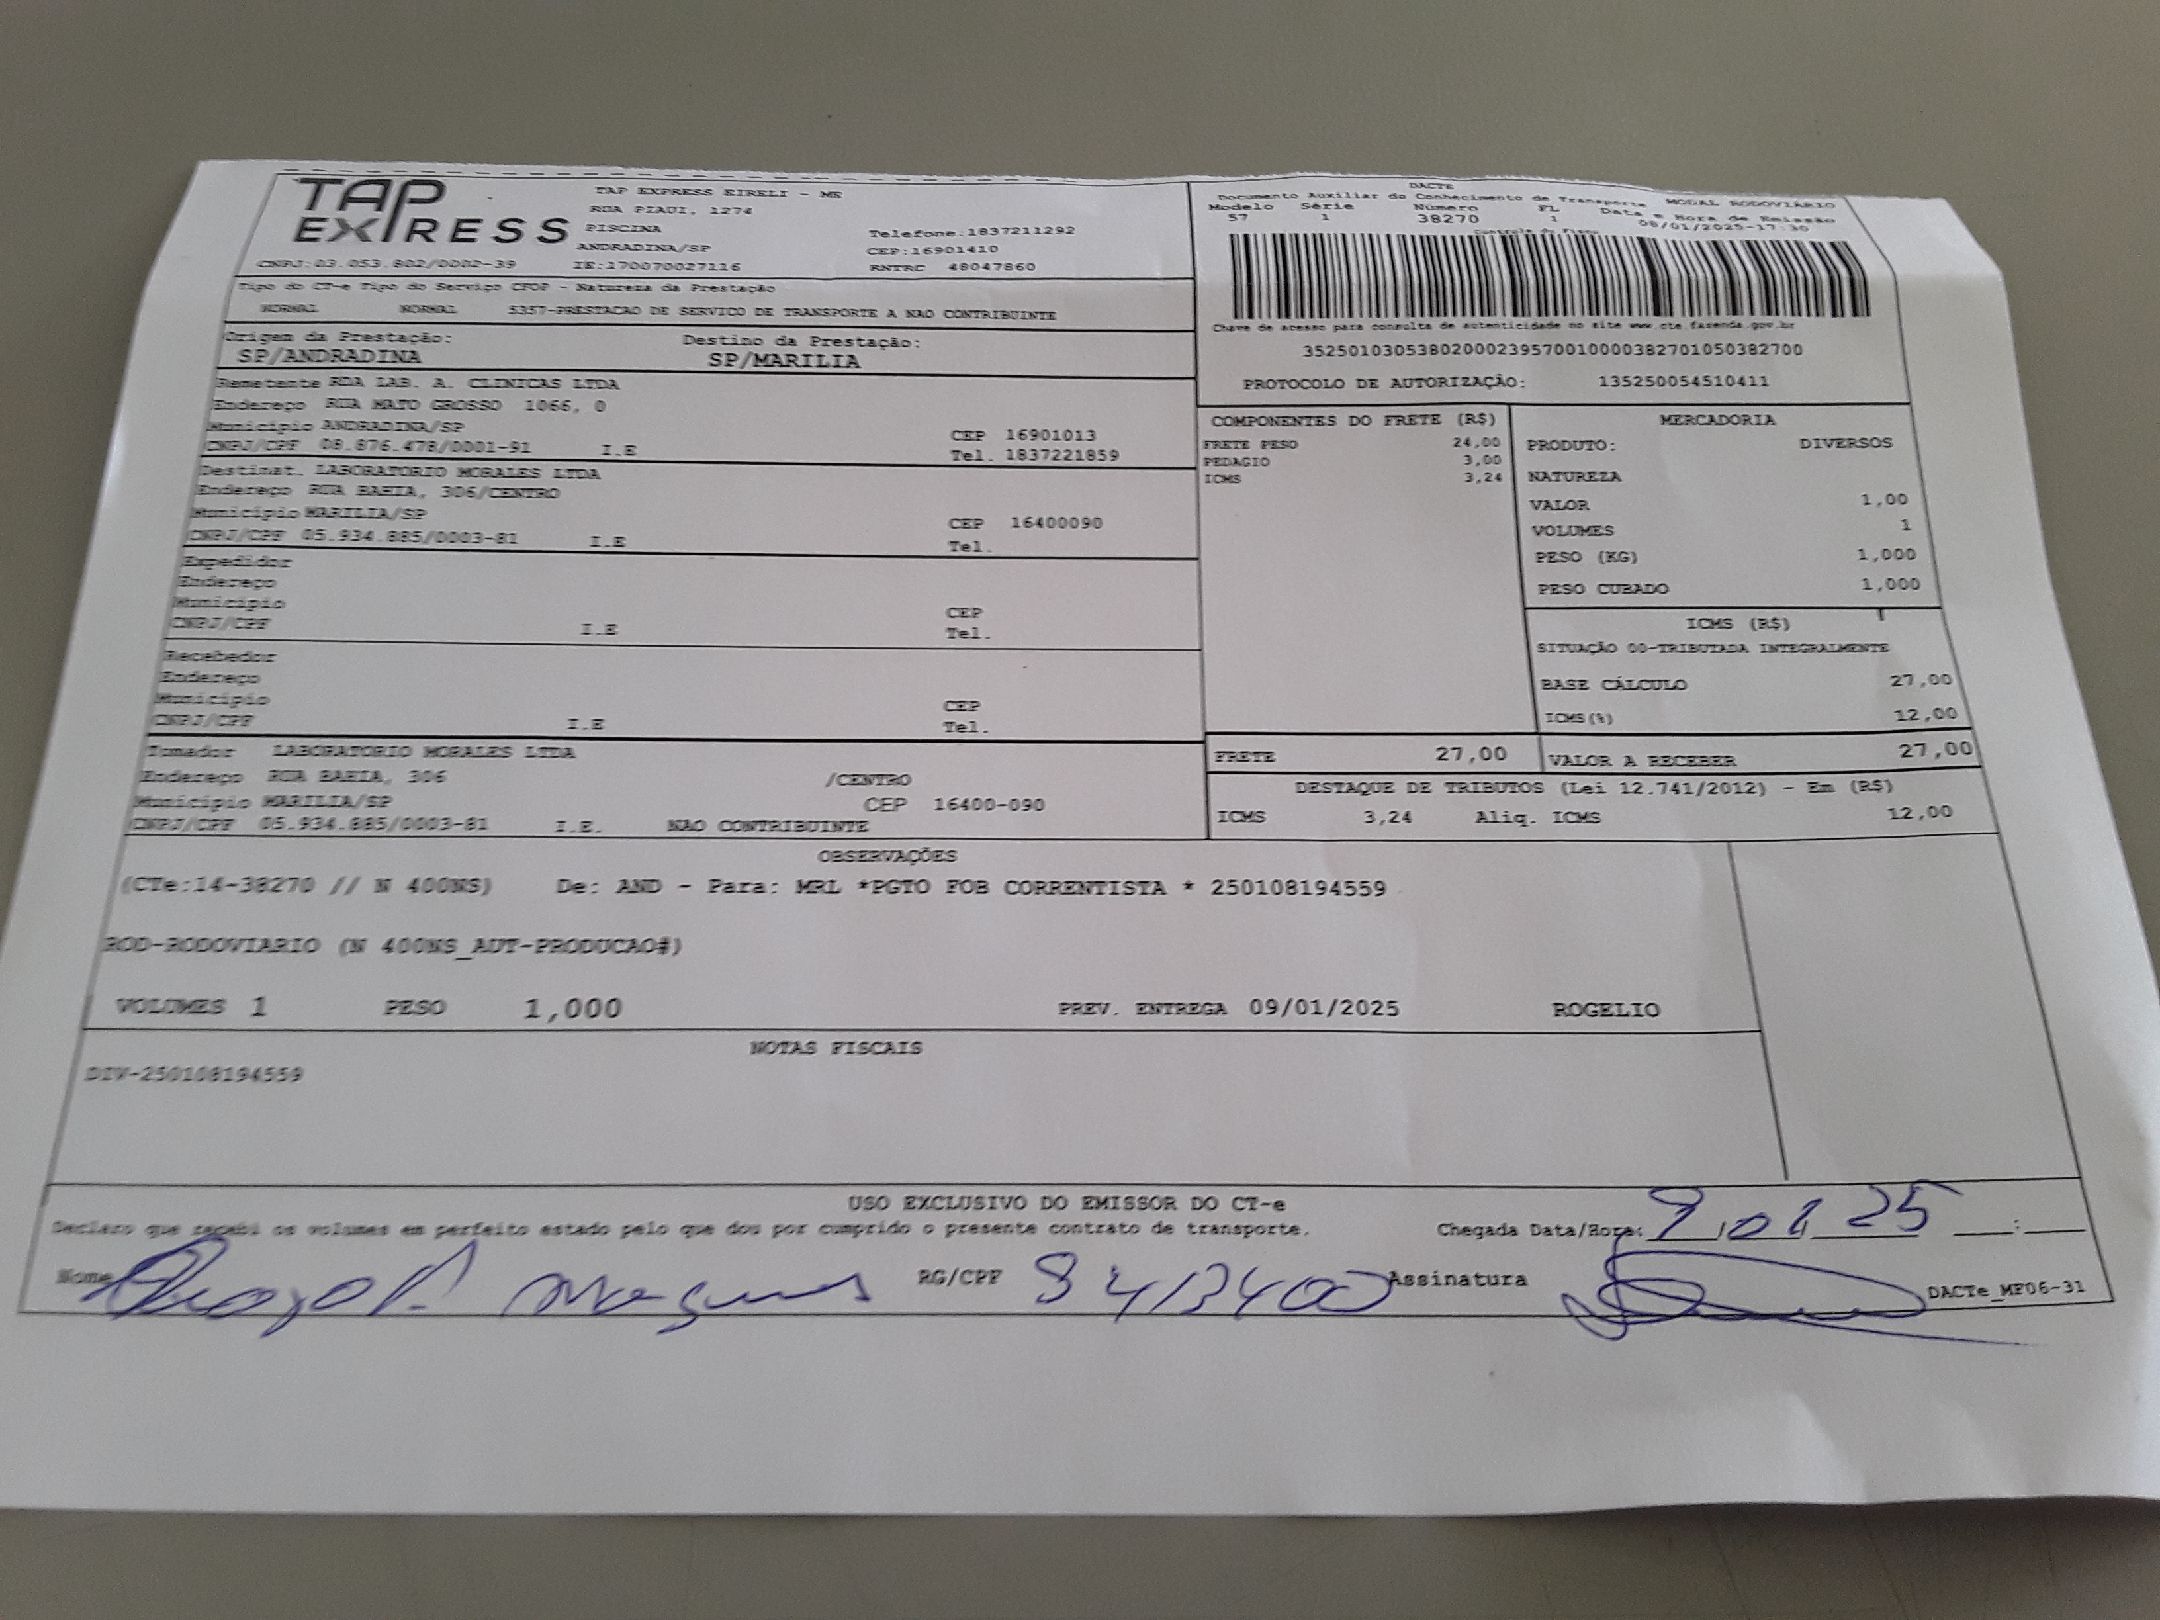 TAP
EXPRESS
TAP EXPRESS EIRELI - ME
RUA PIAUI, 1274
PISCINA
ANDRADINA/SP
Telefone:1837211292
CEP:16901410
CNPJ:03.053.802/0002-39 IE:170070027116 RNTRC 48047860
DACTE
Documento Auxiliar do Conhecimento de Transporte MODAL RODOVIÁRIO
Modelo Série Número FL Data e Hora de Emissão
57 1 38270 1 08/01/2025-17:30
Controle do Fisco
Chave de acesso para consulta de autenticidade no site www.cte.fazenda.gov.br
35250103053802000239570010000382701050382700
PROTOCOLO DE AUTORIZAÇÃO: 135250054510411
Tipo do CT-e Tipo do Serviço CFOP - Natureza da Prestação
NORMAL NORMAL 5357-PRESTACAO DE SERVICO DE TRANSPORTE A NAO CONTRIBUINTE
Origem da Prestação: Destino da Prestação:
SP/ANDRADINA SP/MARILIA
Remetente RDA LAB. A. CLINICAS LTDA
Endereço RUA MATO GROSSO 1066, 0
Município ANDRADINA/SP CEP 16901013
CNPJ/CPF 08.876.478/0001-91 I.E Tel. 1837221859
Destinat. LABORATORIO MORALES LTDA
Endereço RUA BAHIA, 306/CENTRO
Município MARILIA/SP CEP 16400090
CNPJ/CPF 05.934.885/0003-81 I.E Tel.
Expedidor
Endereço
Município CEP
CNPJ/CPF I.E Tel.
Recebedor
Endereço
Município CEP
CNPJ/CPF I.E Tel.
Tomador LABORATORIO MORALES LTDA
Endereço RUA BAHIA, 306 /CENTRO
Município MARILIA/SP CEP 16400-090
CNPJ/CPF 05.934.885/0003-81 I.E. NAO CONTRIBUINTE
COMPONENTES DO FRETE (R$)
FRETE PESO 24,00
PEDAGIO 3,00
ICMS 3,24
MERCADORIA
PRODUTO: DIVERSOS
NATUREZA
VALOR 1,00
VOLUMES 1
PESO (KG) 1,000
PESO CUBADO 1,000
ICMS (R$)
SITUAÇÃO 00-TRIBUTADA INTEGRALMENTE
BASE CÁLCULO 27,00
ICMS(%) 12,00
FRETE 27,00 VALOR A RECEBER 27,00
DESTAQUE DE TRIBUTOS (Lei 12.741/2012) - Em (R$)
ICMS 3,24 Aliq. ICMS 12,00
OBSERVAÇÕES
(CTe:14-38270 // N 400NS) De: AND - Para: MRL *PGTO FOB CORRENTISTA * 250108194559
ROD-RODOVIARIO (N 400NS_AUT-PRODUCAO#)
VOLUMES 1 PESO 1,000 PREV. ENTREGA 09/01/2025 ROGELIO
NOTAS FISCAIS
DIV-250108194559
USO EXCLUSIVO DO EMISSOR DO CT-e
Declaro que recebi os volumes em perfeito estado pelo que dou por cumprido o presente contrato de transporte. Chegada Data/Hora: 9/01/25 :
Nome RG/CPF 8413400 Assinatura DACTe_MF06-31